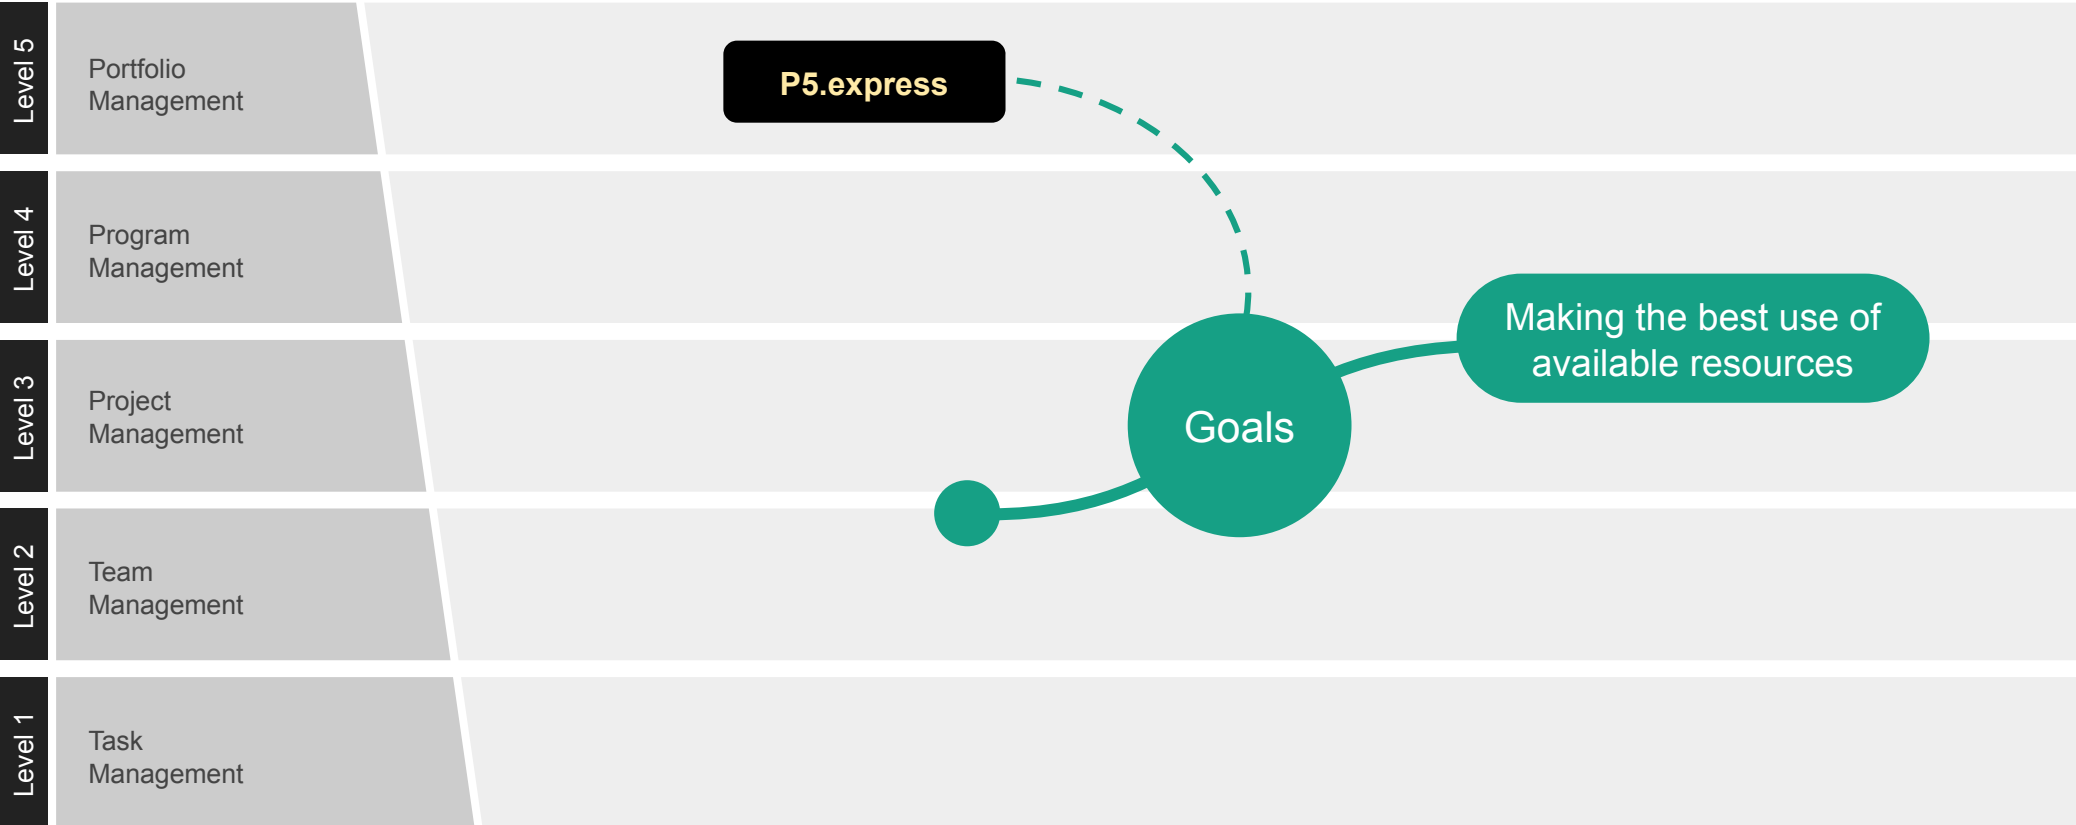 Level 5
Portfolio
Management
P5.express
Level 4
Program
Management
Making the best use of
available resources
Level 3
Project
Management
Goals
Level 2
Team
Management
Level 1
Task
Management